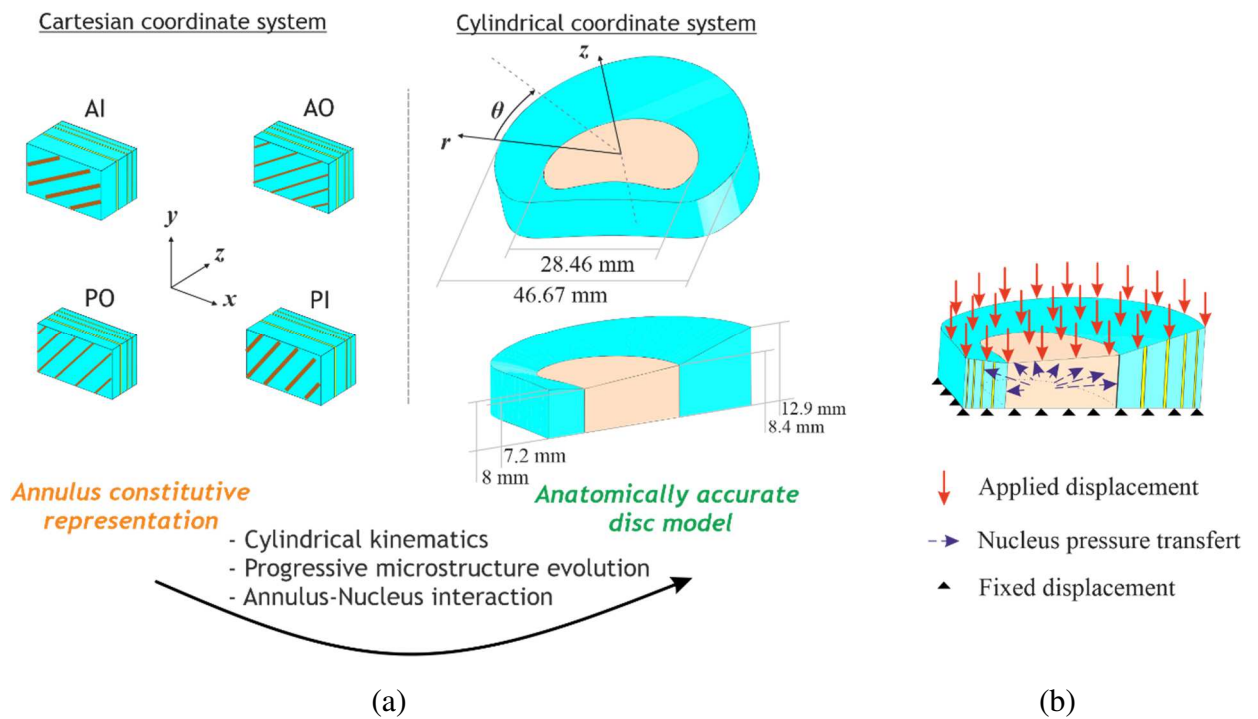 Cartesian coordinate system
AI
AO
y
z
x
PO
PI
Cylindrical coordinate system
z
θ
r
28.46 mm
46.67 mm
12.9 mm
8.4 mm
7.2 mm
8 mm
Annulus constitutive
representation
Anatomically accurate
disc model
- Cylindrical kinematics
- Progressive microstructure evolution
- Annulus-Nucleus interaction
(a)
Applied displacement
Nucleus pressure transfert
Fixed displacement
(b)